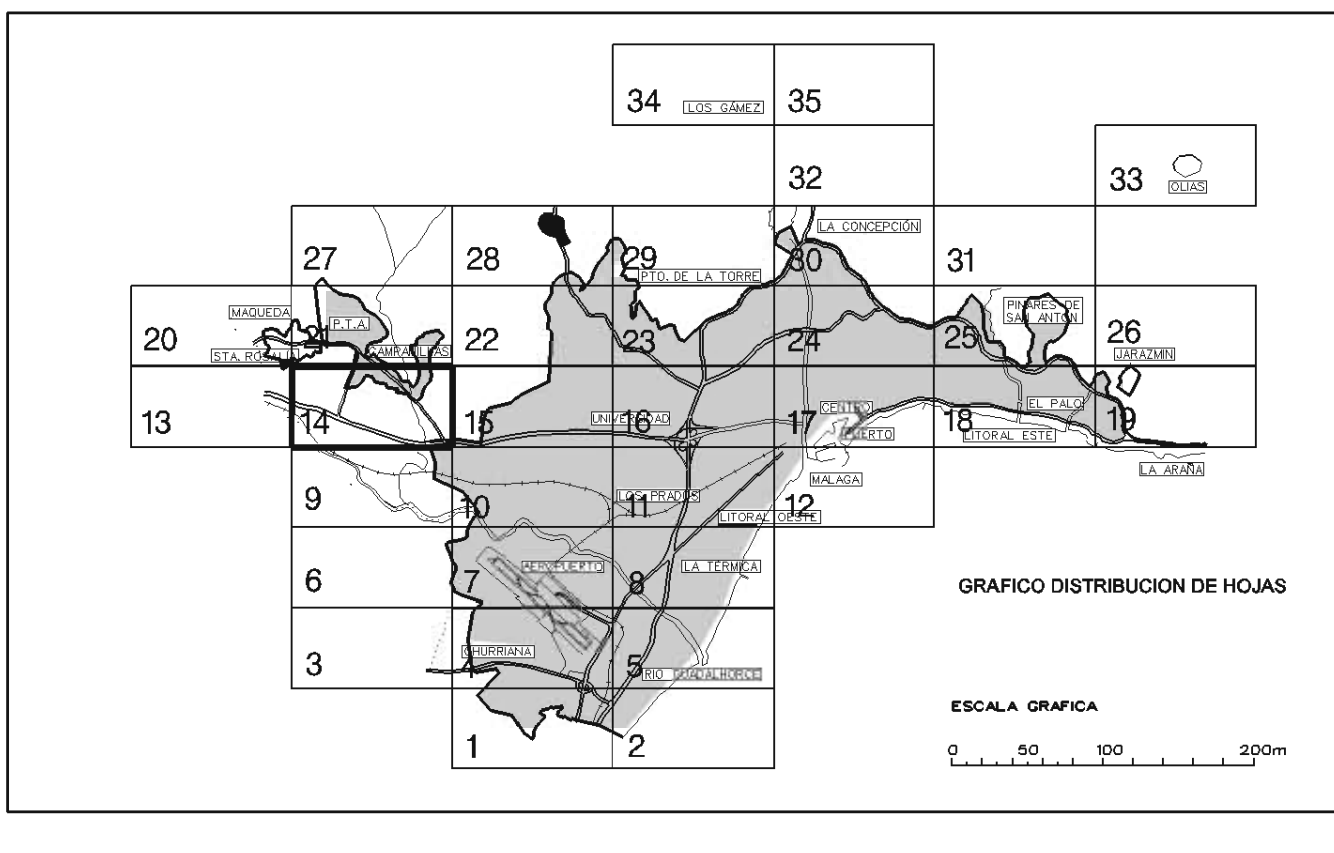 34 LOS GÁMEZ 35
32 33
OLIAS
LA CONCEPCIÓN
27 28 29 30 31
PTO. DE LA TORRE
MAQUEDA
P.T.A.
PINARES DE
SAN ANTON
20 21 22 23 24 25 26
STA. ROSALIA
CAMPANILLAS
JARAZMIN
13 14 15 16 17 18 19
UNIVERSIDAD
CENTRO
EL PALO
PUERTO
LITORAL ESTE
LA ARAÑA
MALAGA
9 10 11 12
LOS PRADOS
LITORAL OESTE
6 7 8
AEROPUERTO
LA TÉRMICA
GRAFICO DISTRIBUCION DE HOJAS
3 5
CHURRIANA
RIO GUADALHORCE
1 2
ESCALA GRAFICA
0 50 100 200m